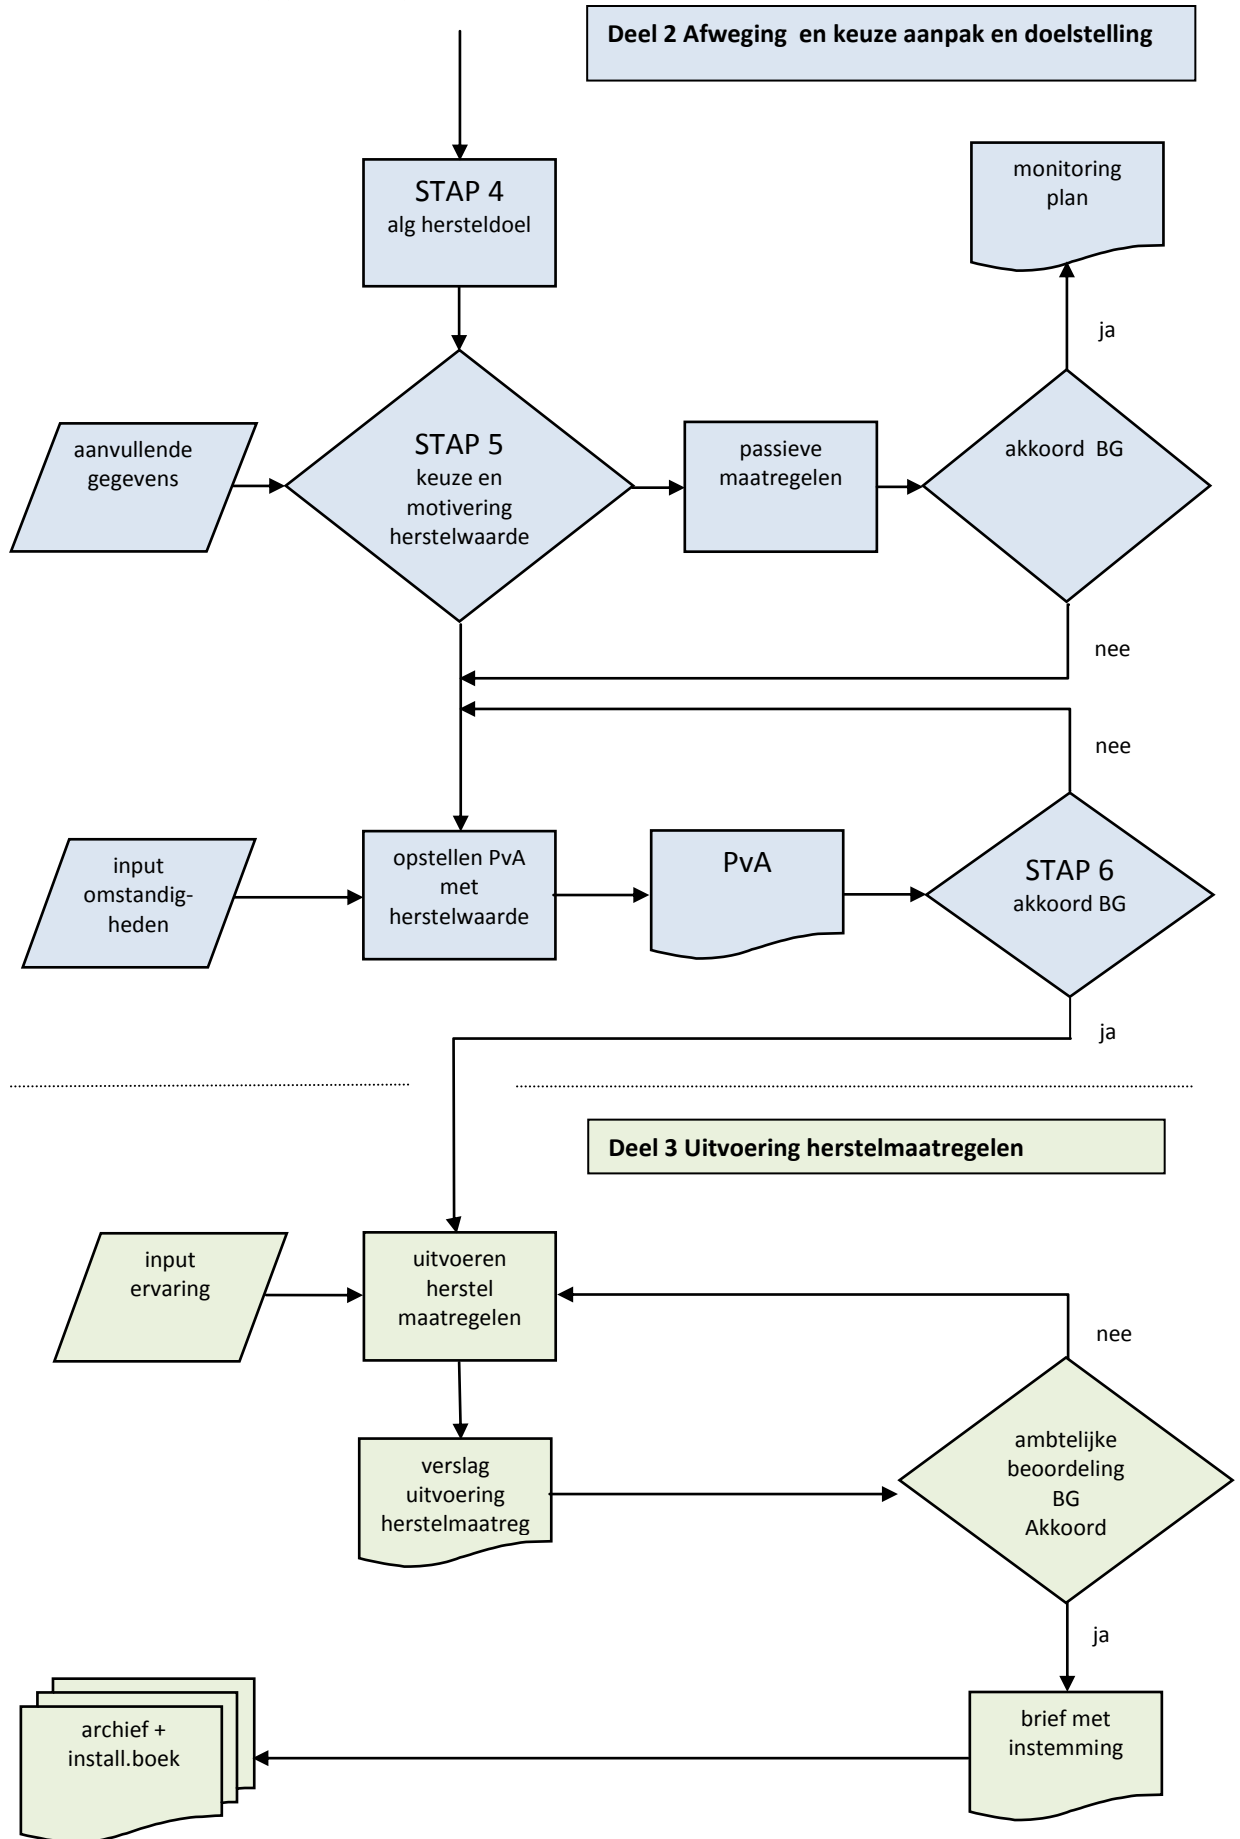 Deel 2 Afweging en keuze aanpak en doelstelling
STAP 4
alg hersteldoel
monitoring
plan
ja
aanvullende
gegevens
STAP 5
keuze en
motivering
herstelwaarde
passieve
maatregelen
akkoord BG
nee
nee
input
omstandig-
heden
opstellen PvA
met
herstelwaarde
PvA
STAP 6
akkoord BG
ja
Deel 3 Uitvoering herstelmaatregelen
input
ervaring
uitvoeren
herstel
maatregelen
nee
verslag
uitvoering
herstelmaatreg
ambtelijke
beoordeling
BG
Akkoord
ja
archief +
install.boek
brief met
instemming